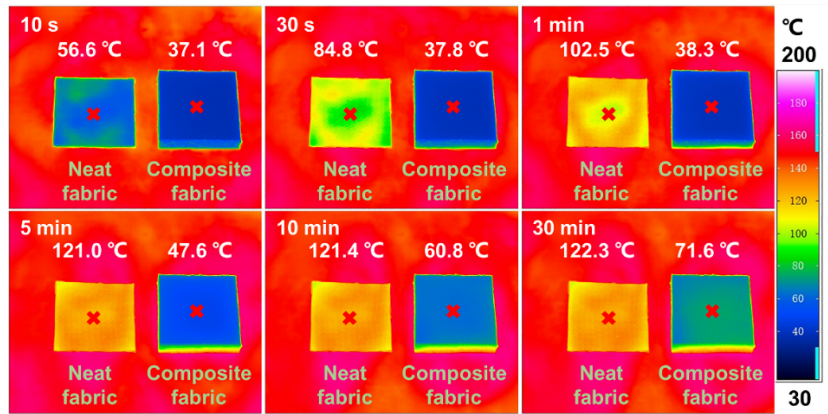 10 s
56.6 ℃ 37.1 ℃
Neat fabric
Composite fabric
30 s
84.8 ℃ 37.8 ℃
Neat fabric
Composite fabric
1 min
102.5 ℃ 38.3 ℃
Neat fabric
Composite fabric
℃
200
180
160
140
120
100
80
60
40
30
5 min
121.0 ℃ 47.6 ℃
Neat fabric
Composite fabric
10 min
121.4 ℃ 60.8 ℃
Neat fabric
Composite fabric
30 min
122.3 ℃ 71.6 ℃
Neat fabric
Composite fabric